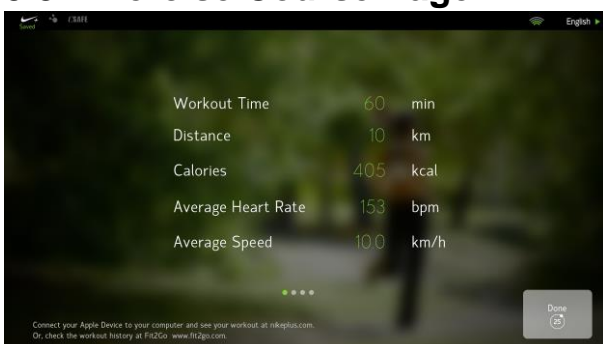 Saved
English
Workout Time 60 min
Distance 10 km
Calories 405 kcal
Average Heart Rate 153 bpm
Average Speed 10.0 km/h
Done
25
Connect your Apple Device to your computer and see your workout at nikeplus.com.
Or, check the workout history at Fit2Go www.fit2go.com.